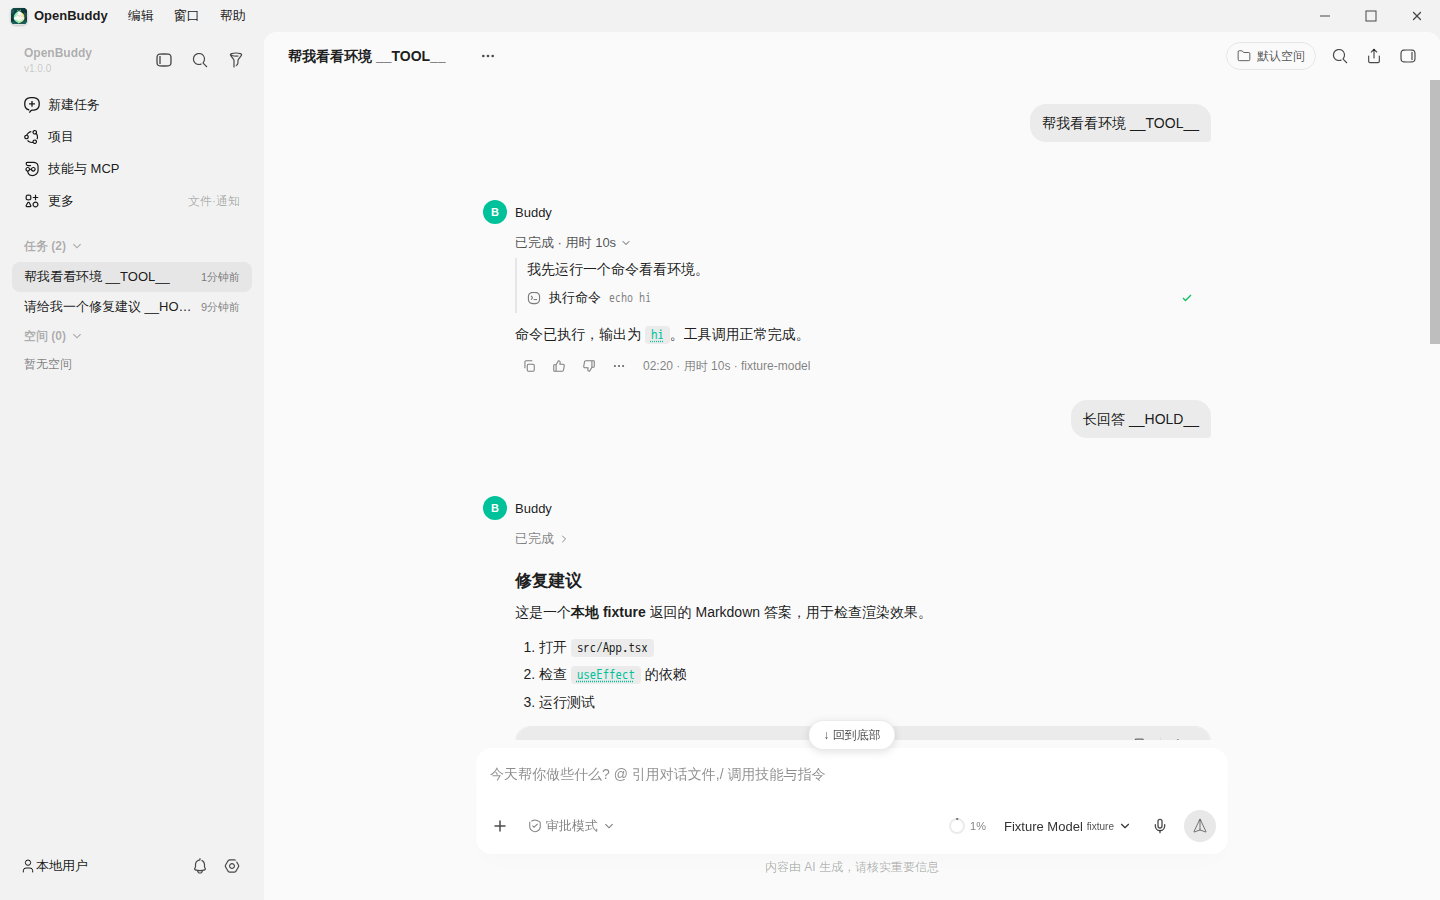 OpenBuddy 编辑 窗口 帮助
OpenBuddy
v1.0.0
新建任务
项目
技能与 MCP
更多 文件·通知
任务 (2)
帮我看看环境 __TOOL__ 1分钟前
请给我一个修复建议 __HO… 9分钟前
空间 (0)
暂无空间
本地用户
帮我看看环境 __TOOL__
默认空间
帮我看看环境 __TOOL__
B Buddy
已完成 · 用时 10s
我先运行一个命令看看环境。
执行命令 echo hi
命令已执行，输出为 hi。工具调用正常完成。
02:20 · 用时 10s · fixture-model
长回答 __HOLD__
B Buddy
已完成
修复建议
这是一个本地 fixture 返回的 Markdown 答案，用于检查渲染效果。
1. 打开 src/App.tsx
2. 检查 useEffect 的依赖
3. 运行测试
↓ 回到底部
今天帮你做些什么? @ 引用对话文件,/ 调用技能与指令
审批模式 1% Fixture Model fixture
内容由 AI 生成，请核实重要信息